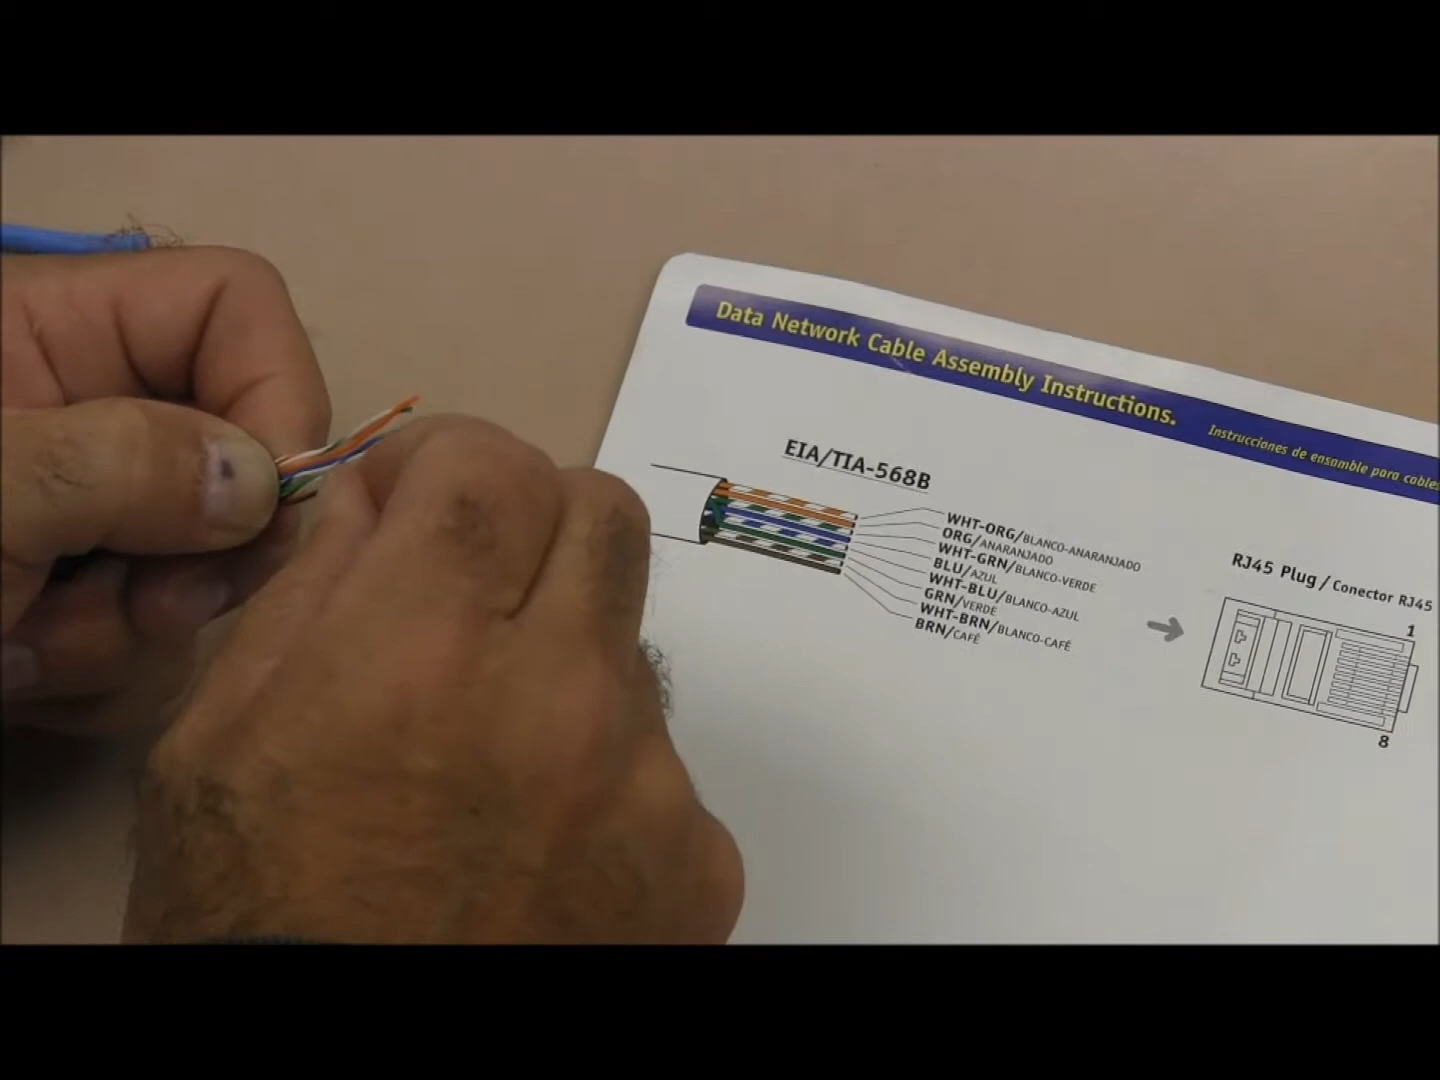 Data Network Cable Assembly Instructions.
Instrucciones de ensamble para cables
EIA/TIA-568B
WHT-ORG/BLANCO-ANARANJADO
ORG/ANARANJADO
WHT-GRN/BLANCO-VERDE
BLU/AZUL
WHT-BLU/BLANCO-AZUL
GRN/VERDE
WHT-BRN/BLANCO-CAFÉ
BRN/CAFÉ
RJ45 Plug / Conector RJ45
1
8